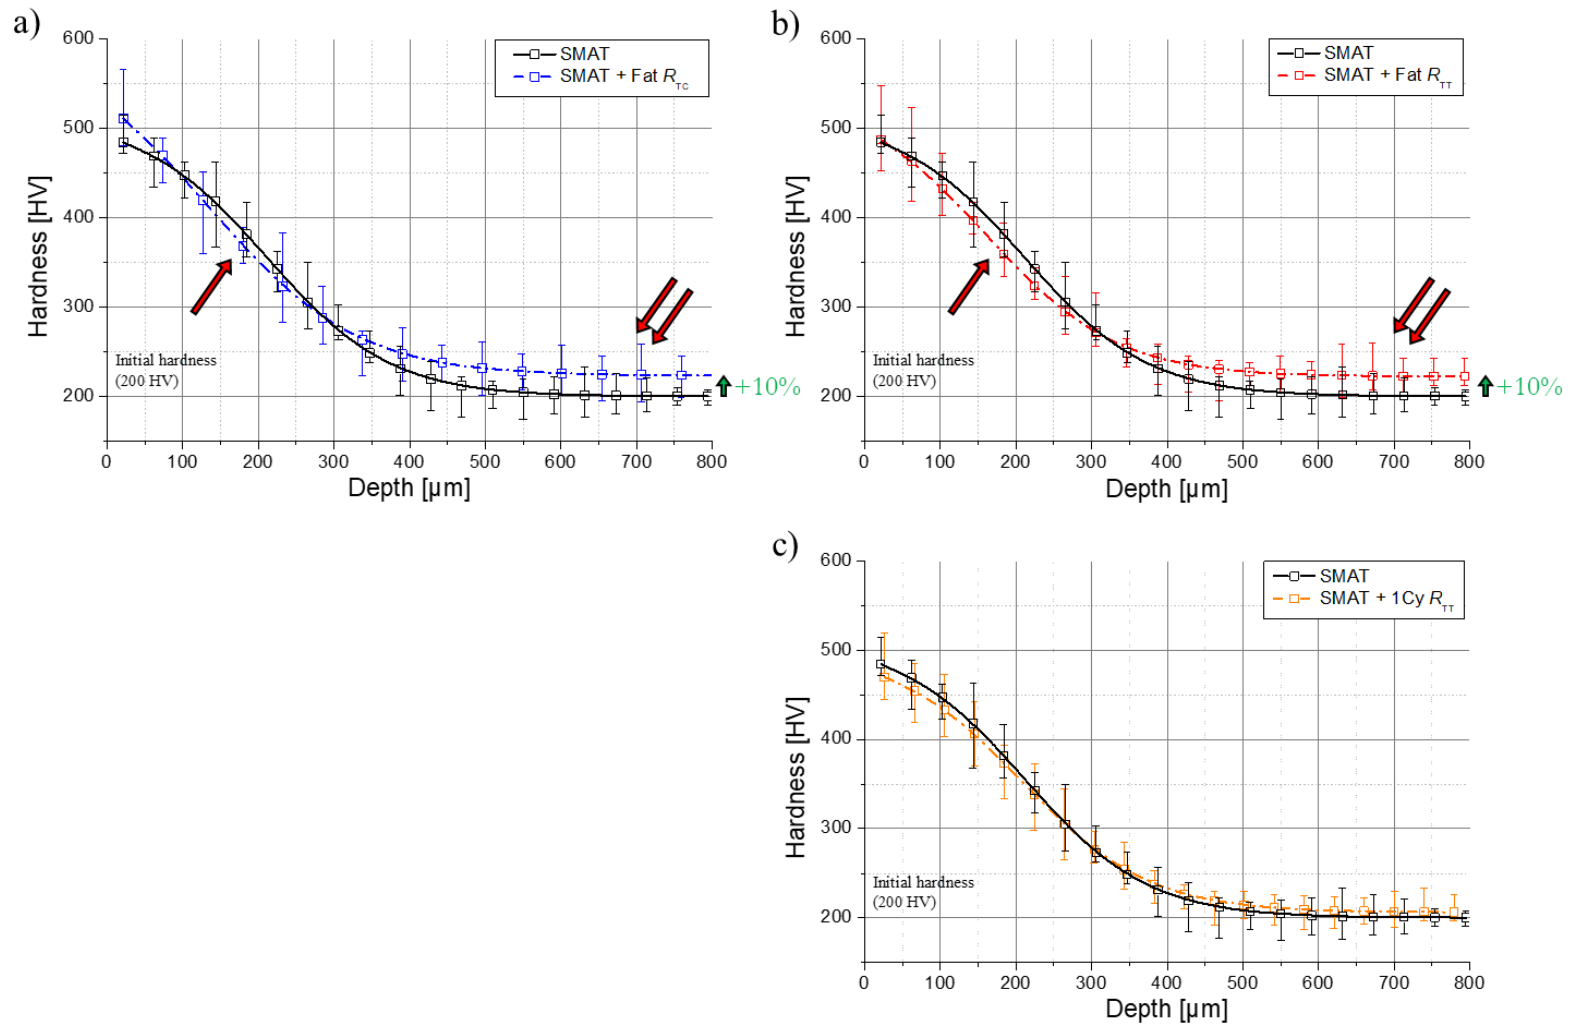 a)
600
500
400
300
200
Hardness [HV]
SMAT
SMAT + Fat R_TC
Initial hardness
(200 HV)
+10%
0 100 200 300 400 500 600 700 800
Depth [µm]
b)
600
500
400
300
200
Hardness [HV]
SMAT
SMAT + Fat R_TT
Initial hardness
(200 HV)
+10%
0 100 200 300 400 500 600 700 800
Depth [µm]
c)
600
500
400
300
200
Hardness [HV]
SMAT
SMAT + 1Cy R_TT
Initial hardness
(200 HV)
0 100 200 300 400 500 600 700 800
Depth [µm]